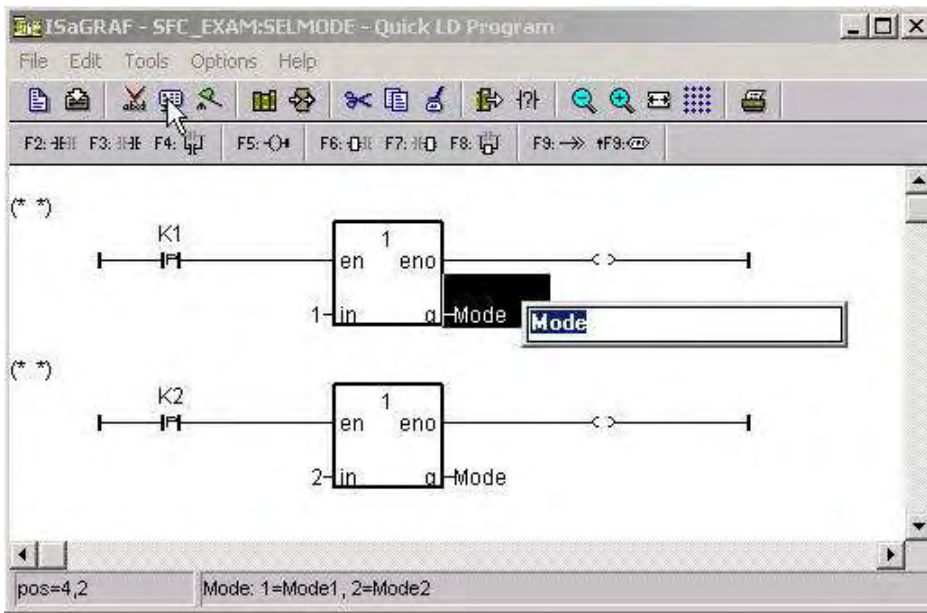 ISaGRAF - SFC_EXAM:SELMODE - Quick LD Program
File Edit Tools Options Help
F2: F3: F4: F5: F6: F7: F8: F9: ↑F9:
(* *)
K1
P
1
en eno
1 in q Mode
Mode
(* *)
K2
P
1
en eno
2 in q Mode
pos=4,2 Mode: 1=Mode1, 2=Mode2